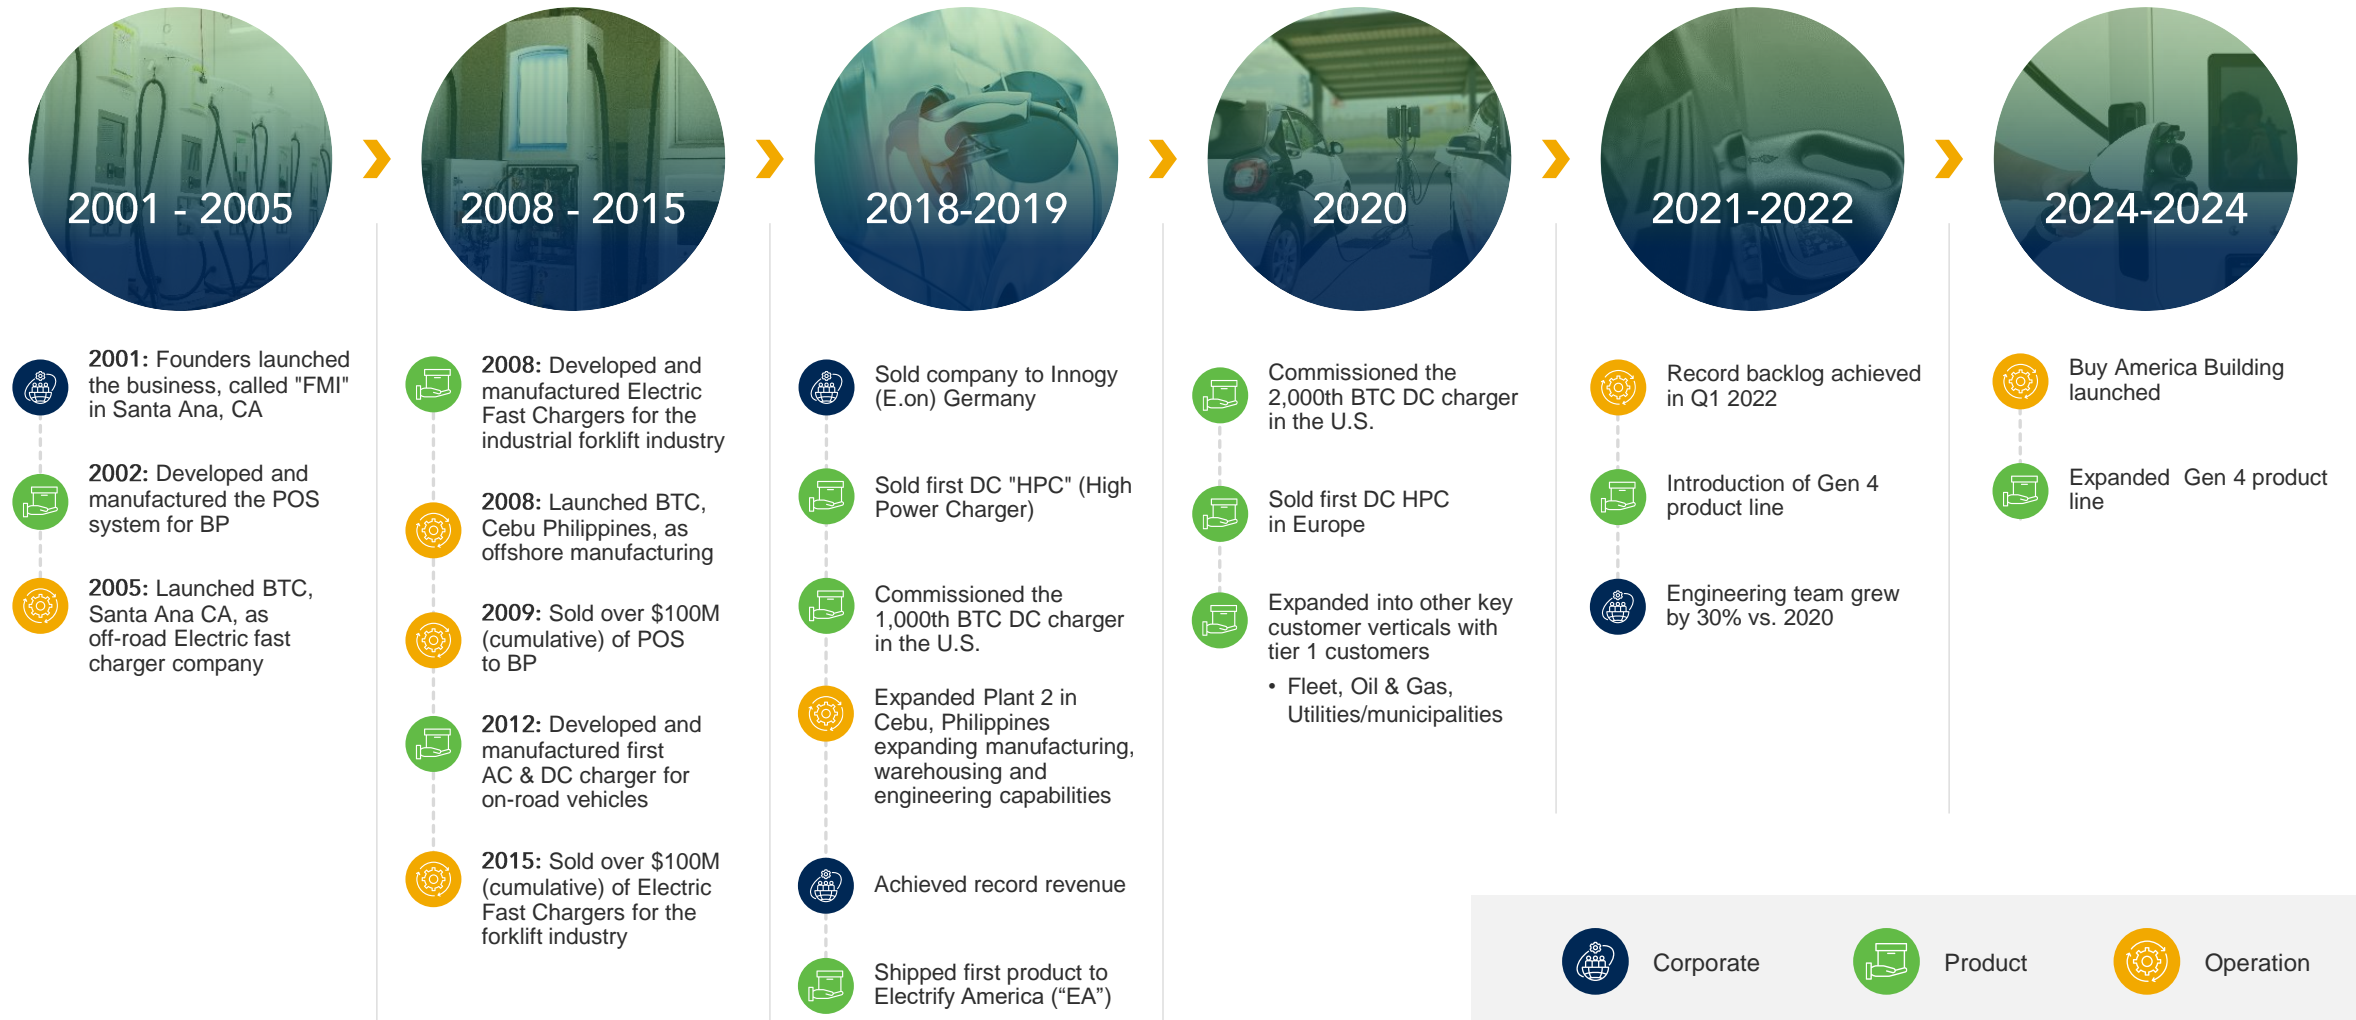 2001 - 2005
2001: Founders launched
the business, called "FMI"
in Santa Ana, CA
2002: Developed and
manufactured the POS
system for BP
2005: Launched BTC,
Santa Ana CA, as
off-road Electric fast
charger company
2008 - 2015
2008: Developed and
manufactured Electric
Fast Chargers for the
industrial forklift industry
2008: Launched BTC,
Cebu Philippines, as
offshore manufacturing
2009: Sold over $100M
(cumulative) of POS
to BP
2012: Developed and
manufactured first
AC & DC charger for
on-road vehicles
2015: Sold over $100M
(cumulative) of Electric
Fast Chargers for the
forklift industry
2018-2019
Sold company to Innogy
(E.on) Germany
Sold first DC "HPC" (High
Power Charger)
Commissioned the
1,000th BTC DC charger
in the U.S.
Expanded Plant 2 in
Cebu, Philippines
expanding manufacturing,
warehousing and
engineering capabilities
Achieved record revenue
Shipped first product to
Electrify America (“EA”)
2020
Commissioned the
2,000th BTC DC charger
in the U.S.
Sold first DC HPC
in Europe
Expanded into other key
customer verticals with
tier 1 customers
• Fleet, Oil & Gas,
Utilities/municipalities
2021-2022
Record backlog achieved
in Q1 2022
Introduction of Gen 4
product line
Engineering team grew
by 30% vs. 2020
2024-2024
Buy America Building
launched
Expanded  Gen 4 product
line
Corporate
Product
Operation